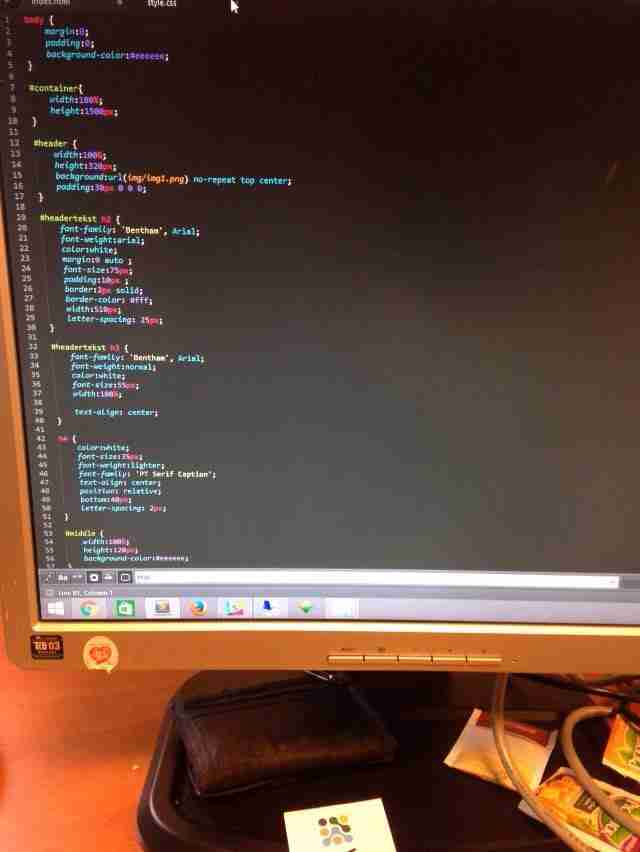 index.html style.css
1 body {
2 margin:0;
3 padding:0;
4 background-color:#eeeeee;
5 }
6
7 #container{
8 width:100%;
9 height:1500px;
10 }
11
12 #header {
13 width:100%;
14 height:320px;
15 background:url(img/img1.png) no-repeat top center;
16 padding:30px 0 0 0;
17 }
18
19 #headertekst h2 {
20 font-family: 'Bentham', Arial;
21 font-weight:arial;
22 color:white;
23 margin:0 auto ;
24 font-size:75px;
25 padding:10px ;
26 border:2px solid;
27 border-color: #fff;
28 width:510px;
29 letter-spacing: 25px;
30 }
31
32 #headertekst h3 {
33 font-family: 'Bentham', Arial;
34 font-weight:normal;
35 color:white;
36 font-size:55px;
37 width:100%;
38
39 text-align: center;
40 }
41
42 {
43 color:white;
44 font-size:35px;
45 font-weight:lighter;
46 font-family: 'PT Serif Caption';
47 text-align: center;
48 position: relative;
49 bottom:40px;
50 letter-spacing: 2px;
51 }
52
53 #middle {
54 width:100%;
55 height:120px;
56 background-color:#eeeeee;
57 }
Aa
Line 81, Column 1
TCO 03